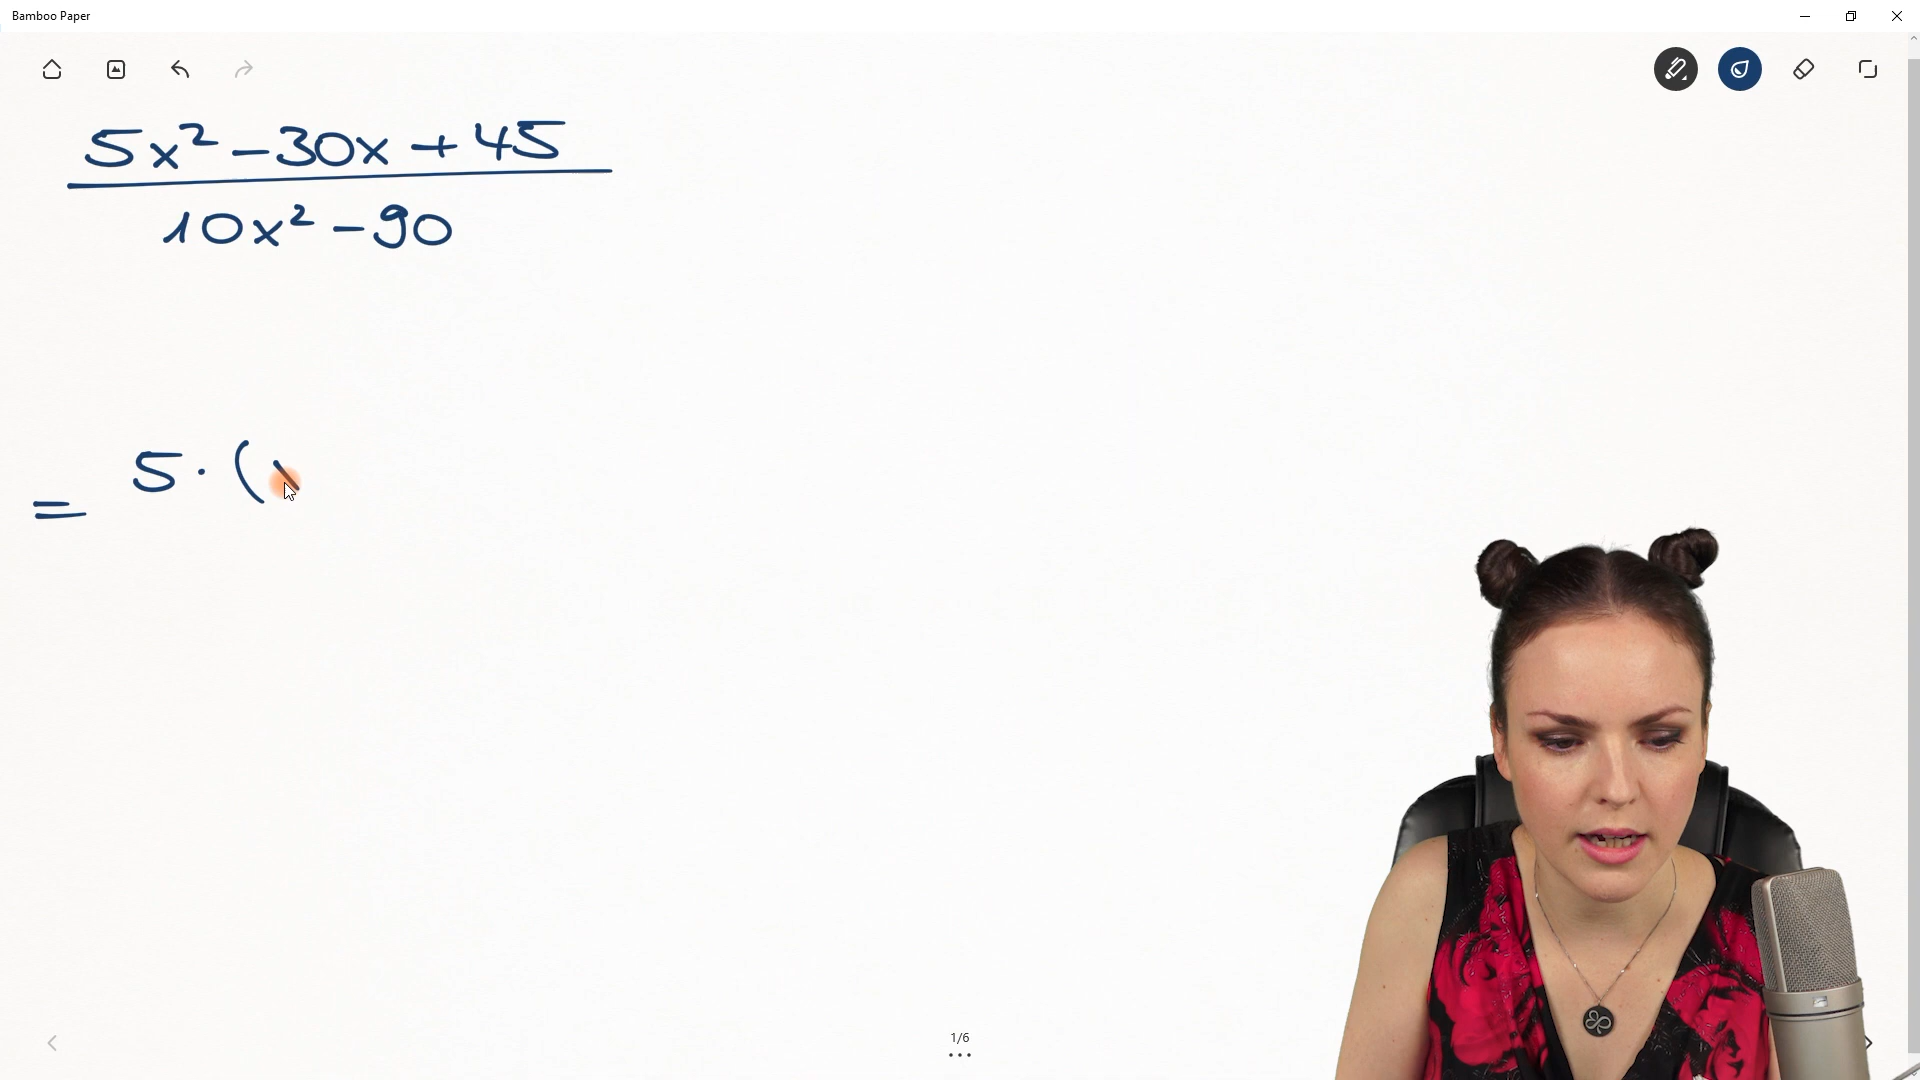 Bamboo Paper
5x² - 30x + 45
10x² - 90
= 5 · (
1/6